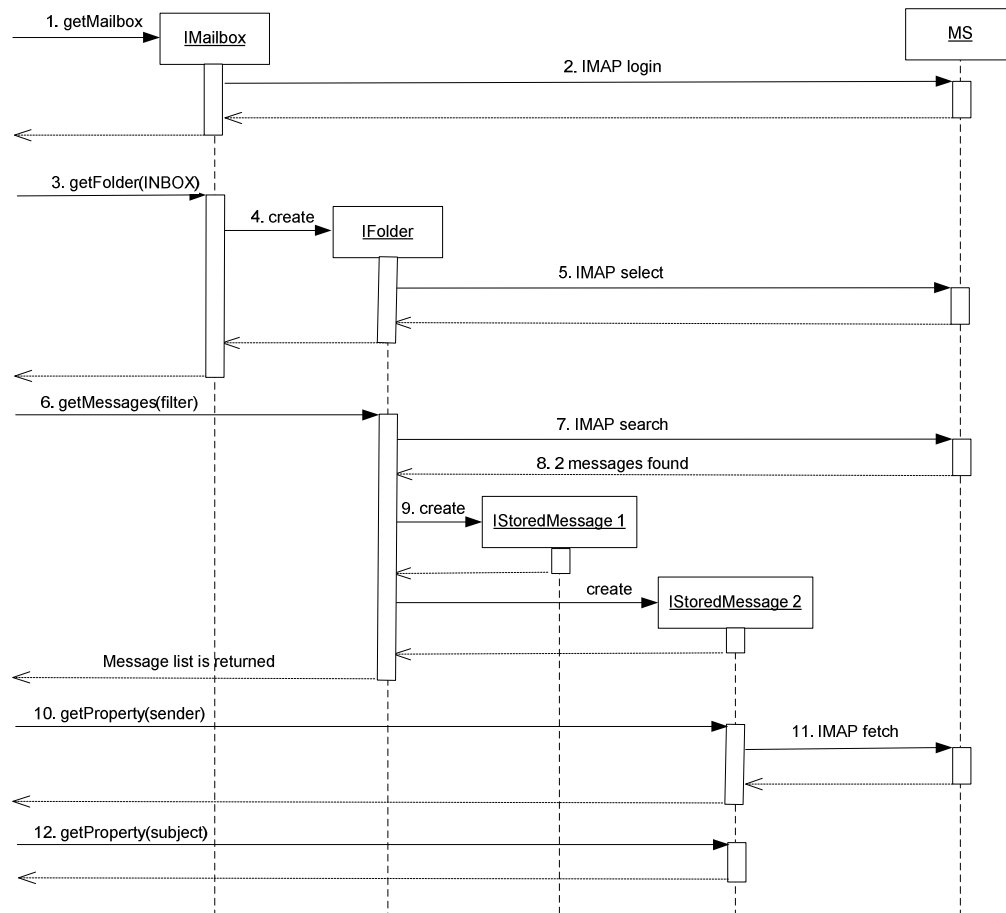 1. getMailbox
IMailbox
MS
2. IMAP login
3. getFolder(INBOX)
4. create
IFolder
5. IMAP select
6. getMessages(filter)
7. IMAP search
8. 2 messages found
9. create
IStoredMessage 1
create
IStoredMessage 2
Message list is returned
10. getProperty(sender)
11. IMAP fetch
12. getProperty(subject)